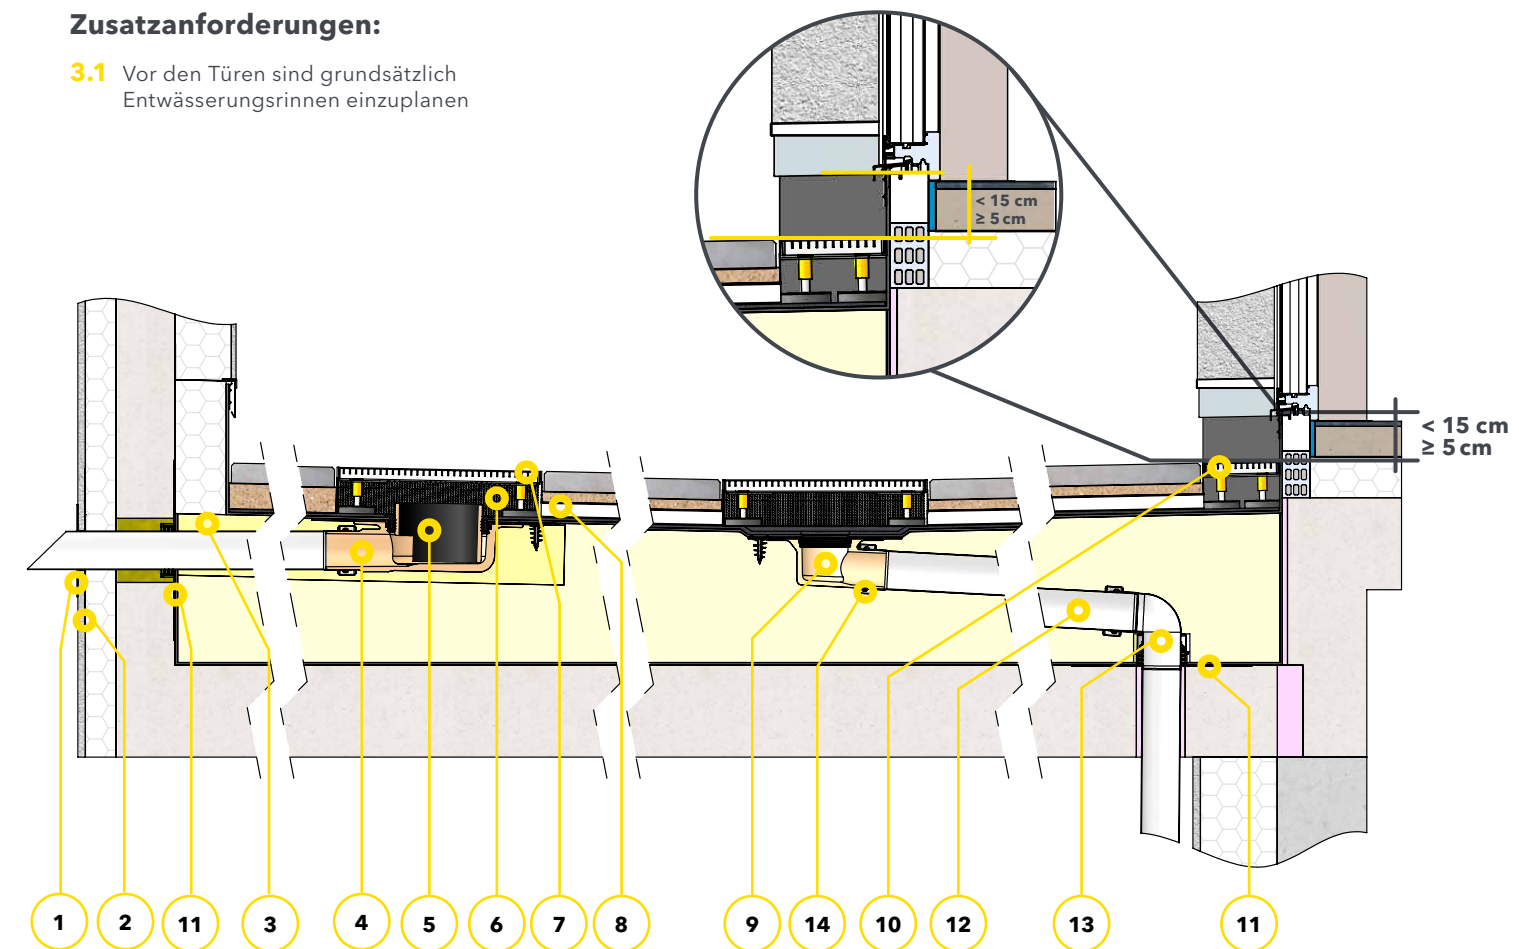 Zusatzanforderungen:
3.1 Vor den Türen sind grundsätzlich
Entwässerungsrinnen einzuplanen
< 15 cm
≥ 5 cm
< 15 cm
≥ 5 cm
1 2 11 3 4 5 6 7 8 9 14 10 12 13 11